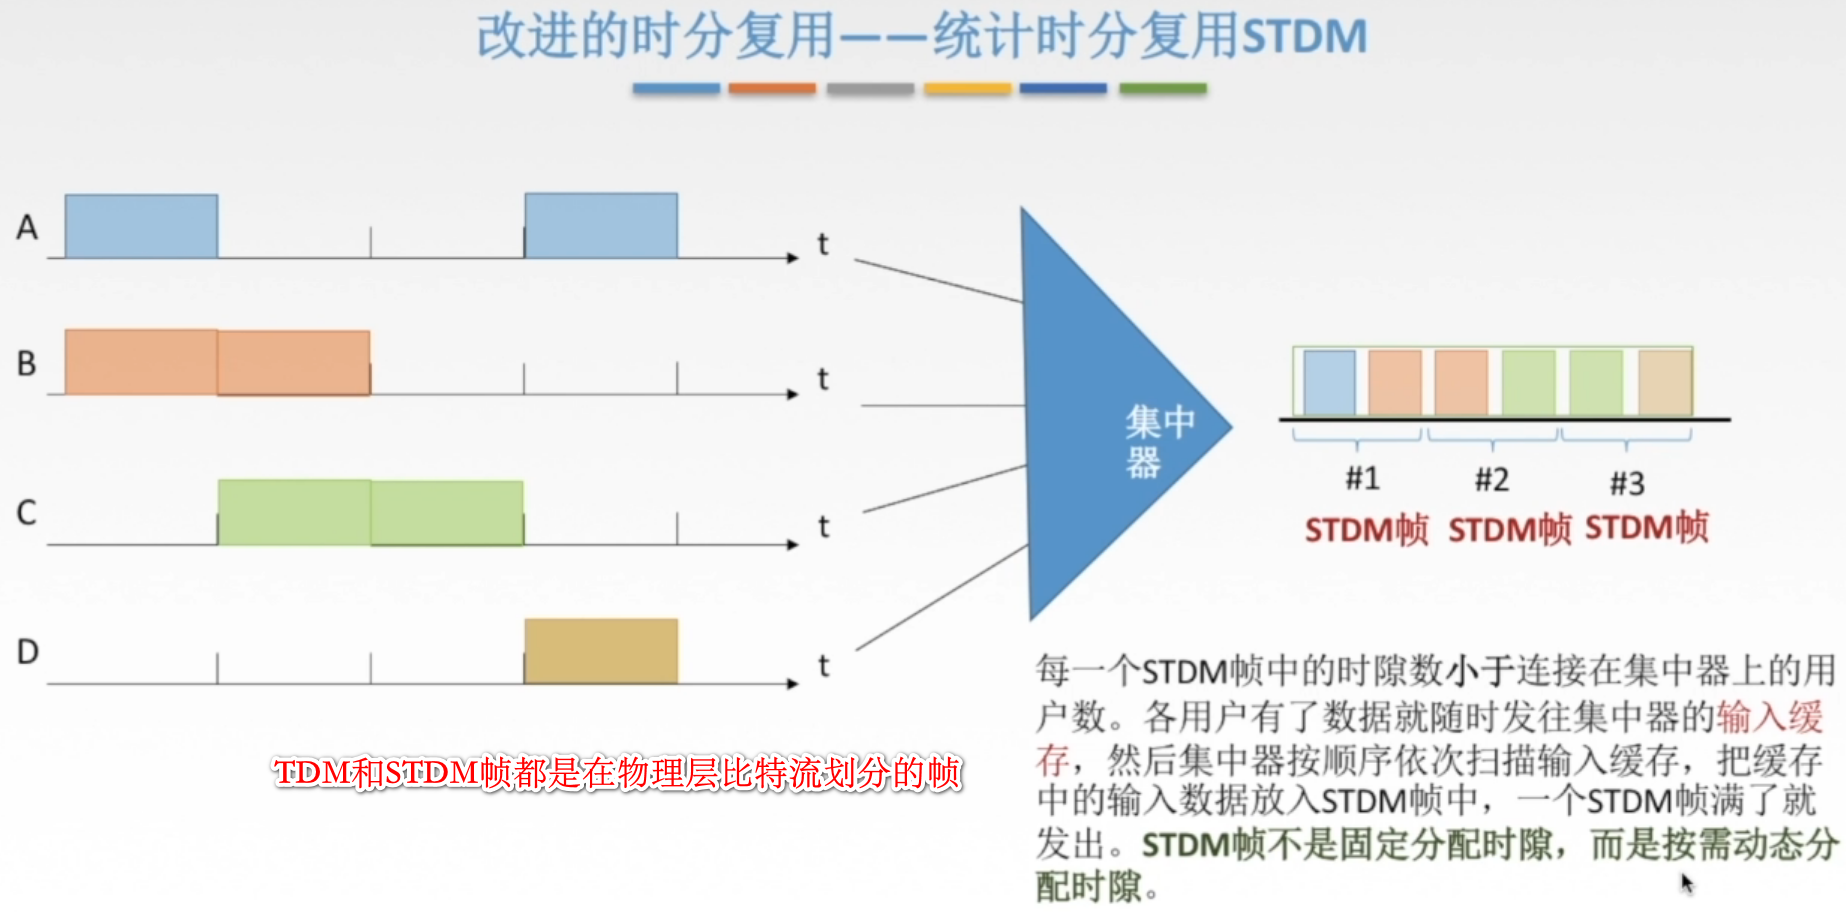 改进的时分复用——统计时分复用STDM
A
t
B
t
C
t
D
t
集中
器
#1
#2
#3
STDM帧
STDM帧
STDM帧
TDM和STDM帧都是在物理层比特流划分的帧
每一个STDM帧中的时隙数小于连接在集中器上的用
户数。各用户有了数据就随时发往集中器的输入缓
存，然后集中器按顺序依次扫描输入缓存，把缓存
中的输入数据放入STDM帧中，一个STDM帧满了就
发出。STDM帧不是固定分配时隙，而是按需动态分
配时隙。